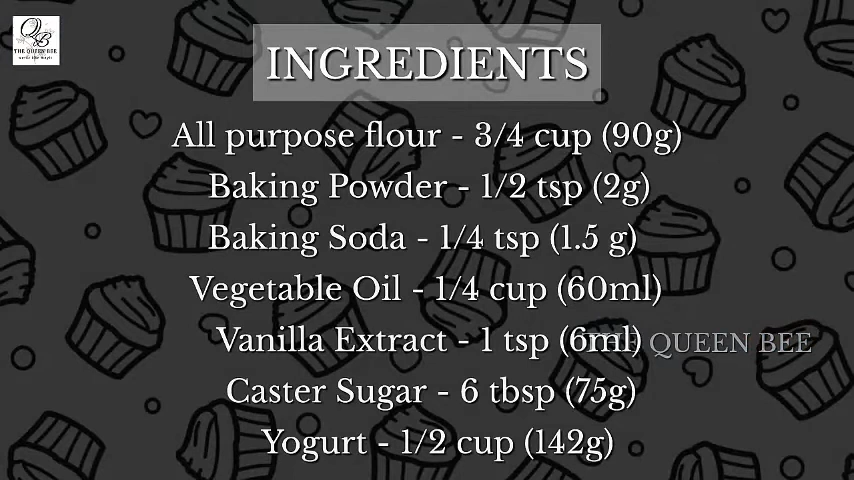 QB
THE QUEEN BEE
INGREDIENTS
All purpose flour - 3/4 cup (90g)
Baking Powder - 1/2 tsp (2g)
Baking Soda - 1/4 tsp (1.5 g)
Vegetable Oil - 1/4 cup (60ml)
Vanilla Extract - 1 tsp (6ml)
THE QUEEN BEE
Caster Sugar - 6 tbsp (75g)
Yogurt - 1/2 cup (142g)